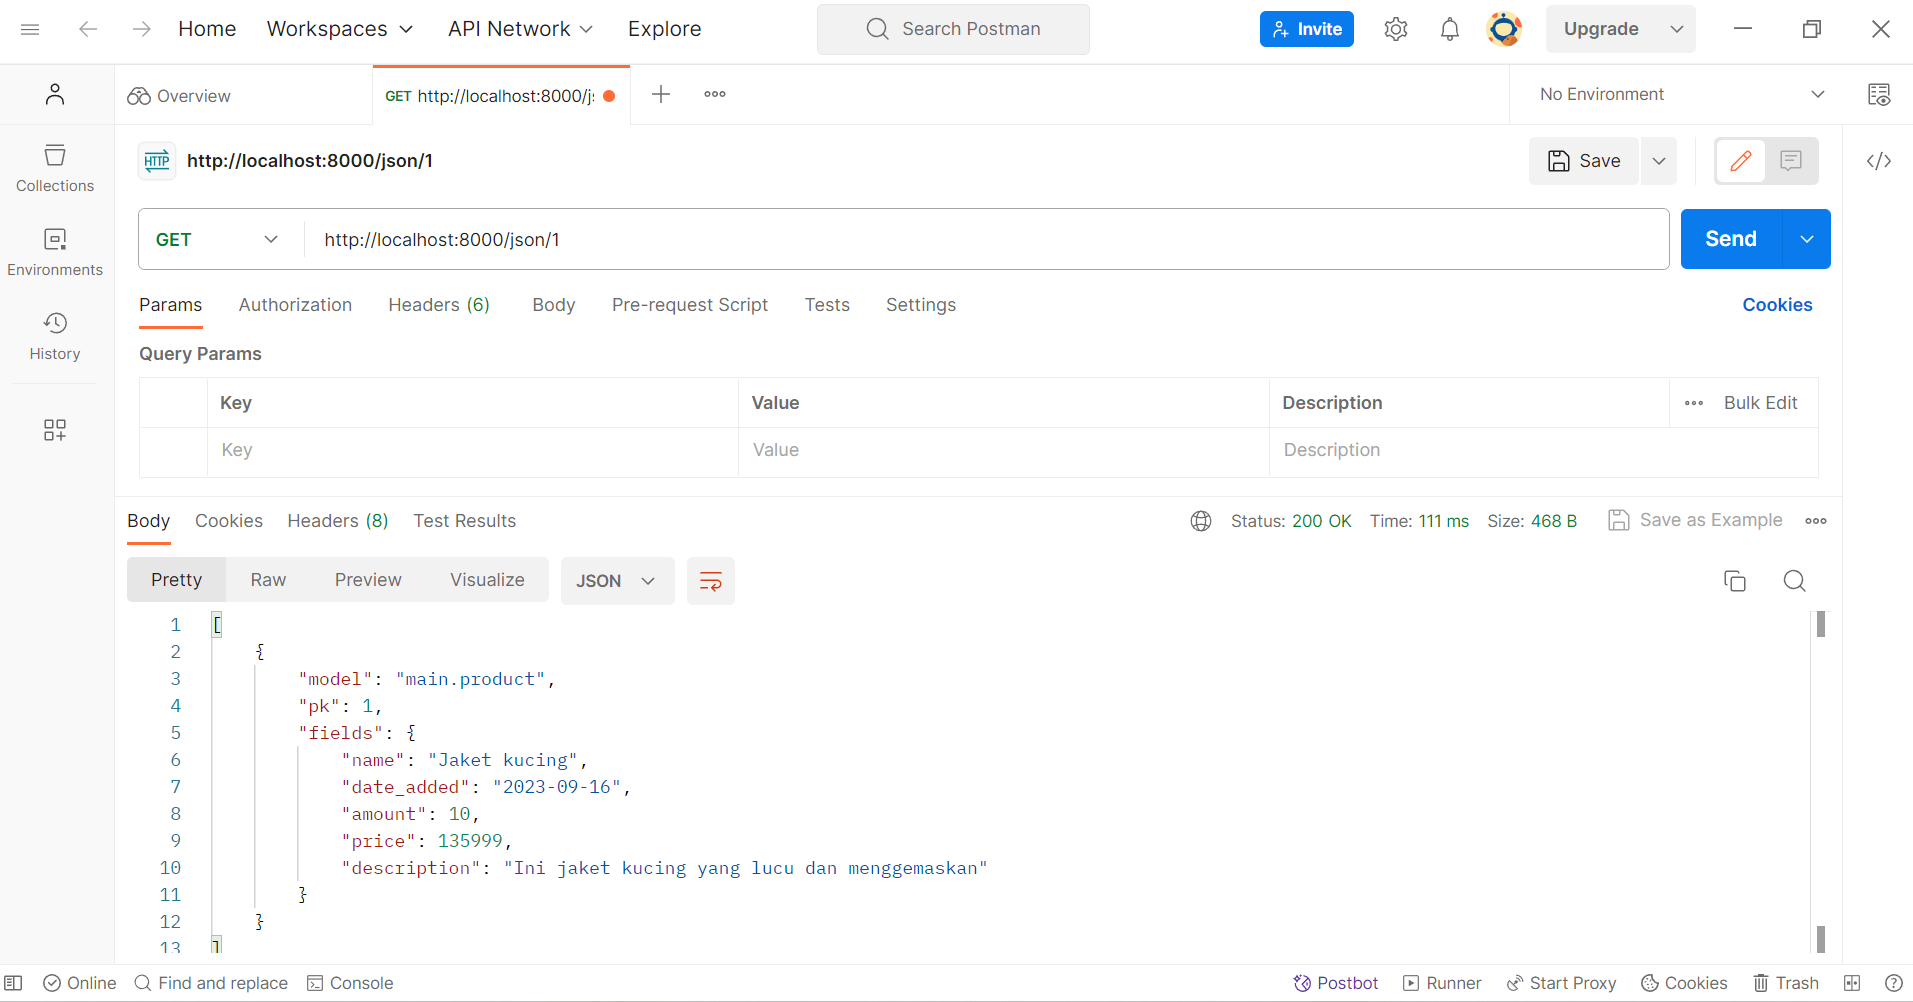 Home Workspaces API Network Explore Search Postman Invite Upgrade
Overview GET http://localhost:8000/j No Environment
HTTP http://localhost:8000/json/1 Save
Collections
GET http://localhost:8000/json/1 Send
Environments
Params Authorization Headers (6) Body Pre-request Script Tests Settings Cookies
History
Query Params
Key Value Description Bulk Edit
Key Value Description
Body Cookies Headers (8) Test Results Status: 200 OK Time: 111 ms Size: 468 B Save as Example
Pretty Raw Preview Visualize JSON
1 [
2 {
3 "model": "main.product",
4 "pk": 1,
5 "fields": {
6 "name": "Jaket kucing",
7 "date_added": "2023-09-16",
8 "amount": 10,
9 "price": 135999,
10 "description": "Ini jaket kucing yang lucu dan menggemaskan"
11 }
12 }
13 ]
Online Find and replace Console Postbot Runner Start Proxy Cookies Trash